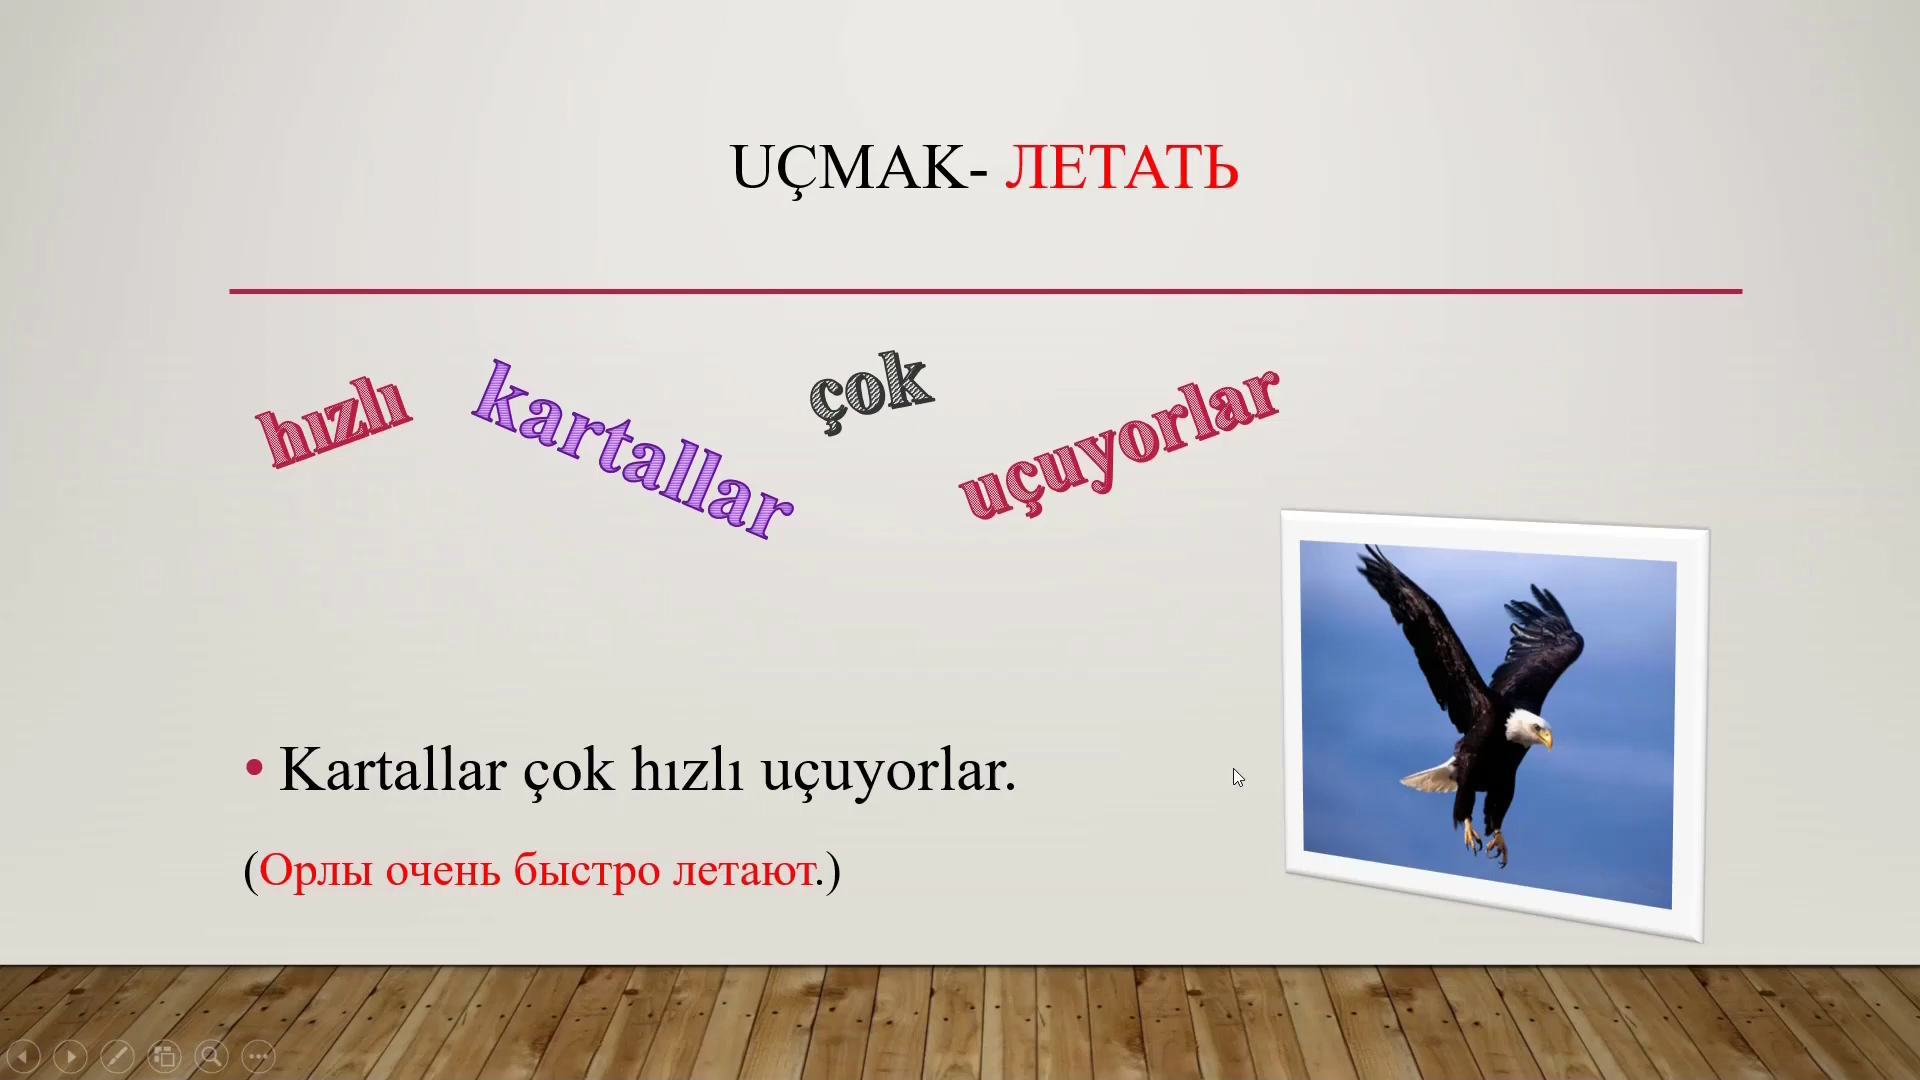 UÇMAK- ЛЕТАТЬ
hızlı kartallar çok uçuyorlar
• Kartallar çok hızlı uçuyorlar.
(Орлы очень быстро летают.)